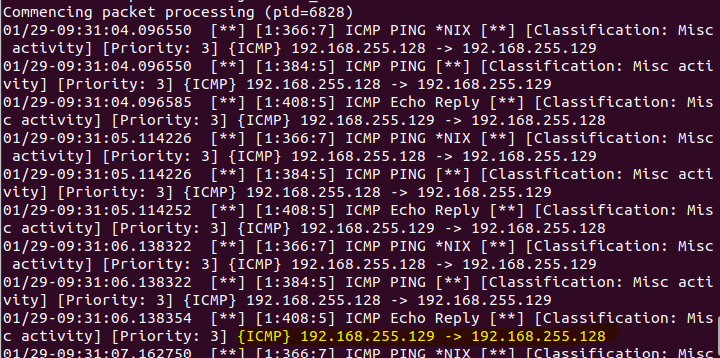 Commencing packet processing (pid=6828)
01/29-09:31:04.096550  [**] [1:366:7] ICMP PING *NIX [**] [Classification: Misc
 activity] [Priority: 3] {ICMP} 192.168.255.128 -> 192.168.255.129
01/29-09:31:04.096550  [**] [1:384:5] ICMP PING [**] [Classification: Misc acti
vity] [Priority: 3] {ICMP} 192.168.255.128 -> 192.168.255.129
01/29-09:31:04.096585  [**] [1:408:5] ICMP Echo Reply [**] [Classification: Mis
c activity] [Priority: 3] {ICMP} 192.168.255.129 -> 192.168.255.128
01/29-09:31:05.114226  [**] [1:366:7] ICMP PING *NIX [**] [Classification: Misc
 activity] [Priority: 3] {ICMP} 192.168.255.128 -> 192.168.255.129
01/29-09:31:05.114226  [**] [1:384:5] ICMP PING [**] [Classification: Misc acti
vity] [Priority: 3] {ICMP} 192.168.255.128 -> 192.168.255.129
01/29-09:31:05.114252  [**] [1:408:5] ICMP Echo Reply [**] [Classification: Mis
c activity] [Priority: 3] {ICMP} 192.168.255.129 -> 192.168.255.128
01/29-09:31:06.138322  [**] [1:366:7] ICMP PING *NIX [**] [Classification: Misc
 activity] [Priority: 3] {ICMP} 192.168.255.128 -> 192.168.255.129
01/29-09:31:06.138322  [**] [1:384:5] ICMP PING [**] [Classification: Misc acti
vity] [Priority: 3] {ICMP} 192.168.255.128 -> 192.168.255.129
01/29-09:31:06.138354  [**] [1:408:5] ICMP Echo Reply [**] [Classification: Mis
c activity] [Priority: 3] {ICMP} 192.168.255.129 -> 192.168.255.128
01/29-09:31:07.162750  [**] [1:366:7] ICMP PING *NIX [**] [Classification: Misc